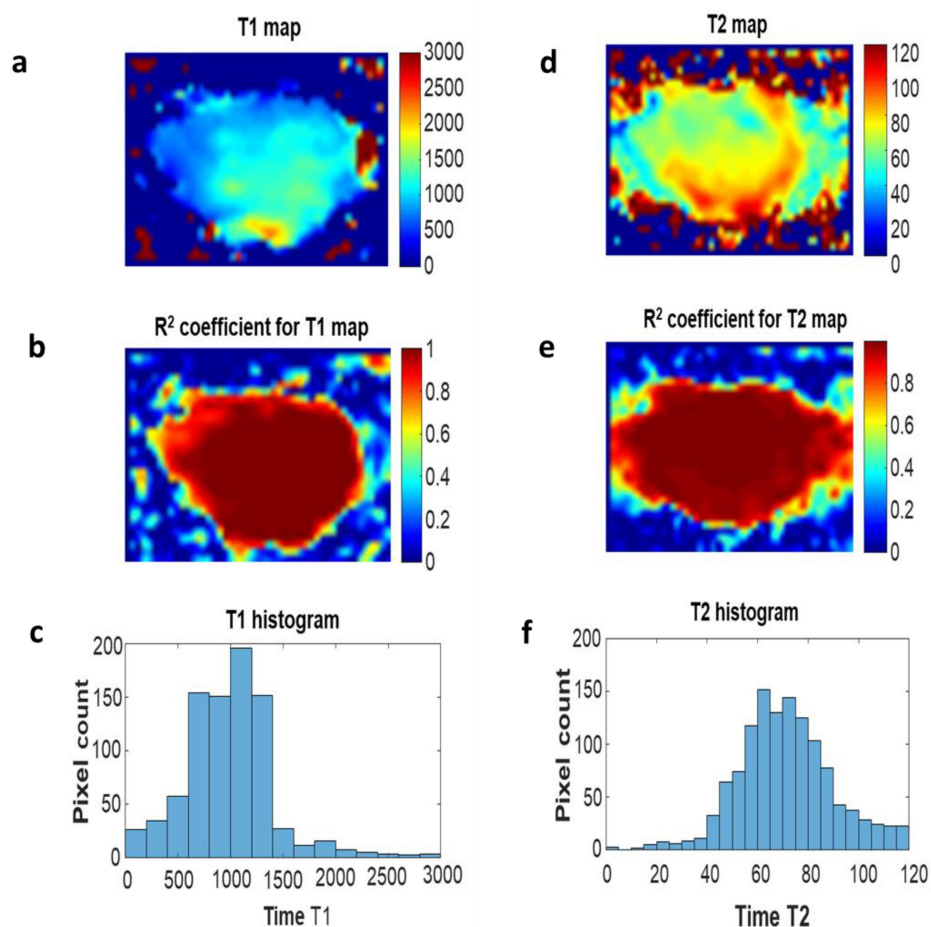 T1 map
a
3000
2500
2000
1500
1000
500
0
T2 map
d
120
100
80
60
40
20
0
R² coefficient for T1 map
b
1
0.8
0.6
0.4
0.2
0
R² coefficient for T2 map
e
0.8
0.6
0.4
0.2
0
T1 histogram
c
200
150
100
50
0
Pixel count
0 500 1000 1500 2000 2500 3000
Time T1
T2 histogram
f
200
150
100
50
0
Pixel count
0 20 40 60 80 100 120
Time T2